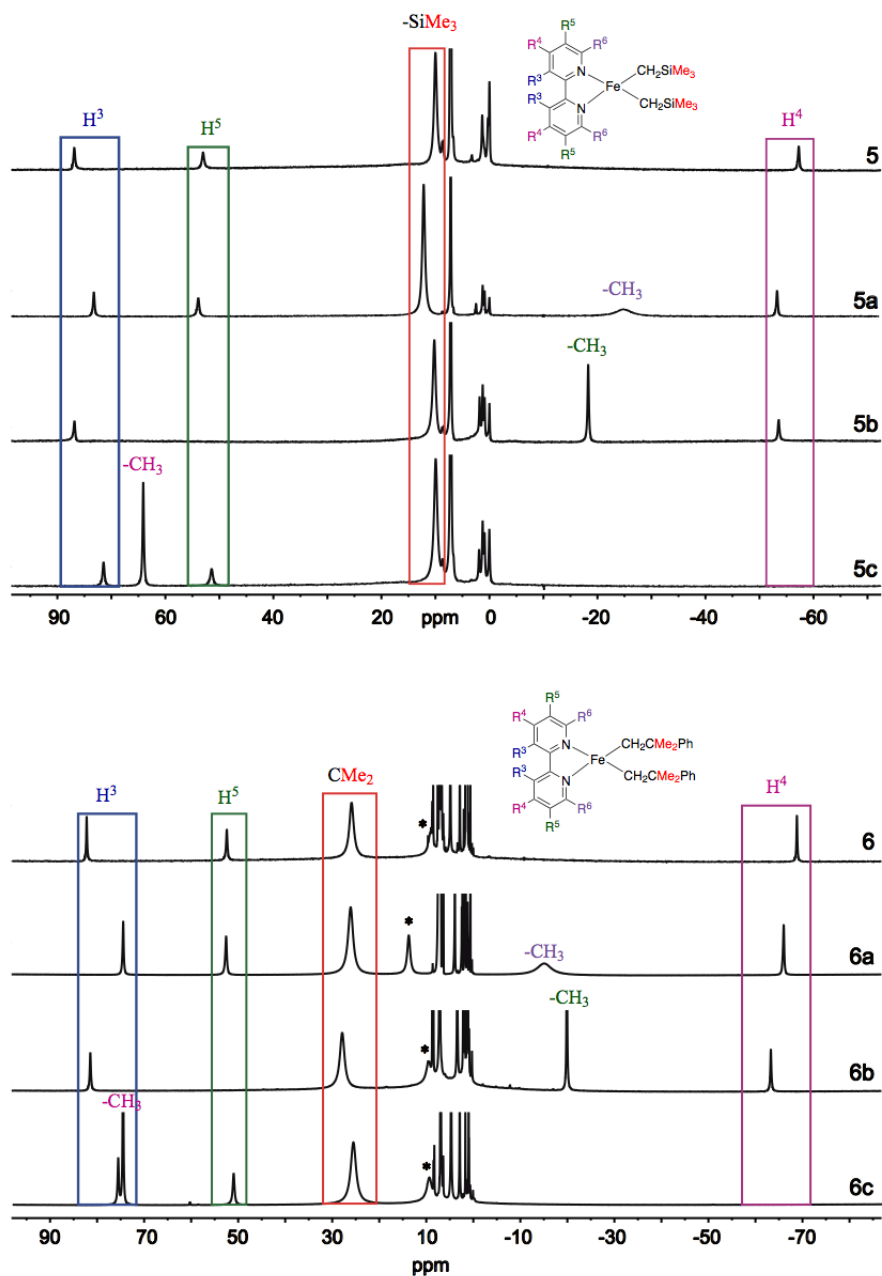 -SiMe3
R5
R4 R6
R3 N CH2SiMe3
Fe
R3 N CH2SiMe3
R4 R6
R5
H3 H5 H4
5
-CH3
5a
-CH3
5b
-CH3
5c
90 60 40 20 ppm 0 -20 -40 -60
R5
R4 R6
R3 N CH2CMe2Ph
Fe
R3 N CH2CMe2Ph
R4 R6
R5
H3 H5 CMe2 H4
* 6
* -CH3
6a
-CH3
* 6b
-CH3
* 6c
90 70 50 30 10 -10 -30 -50 -70
ppm